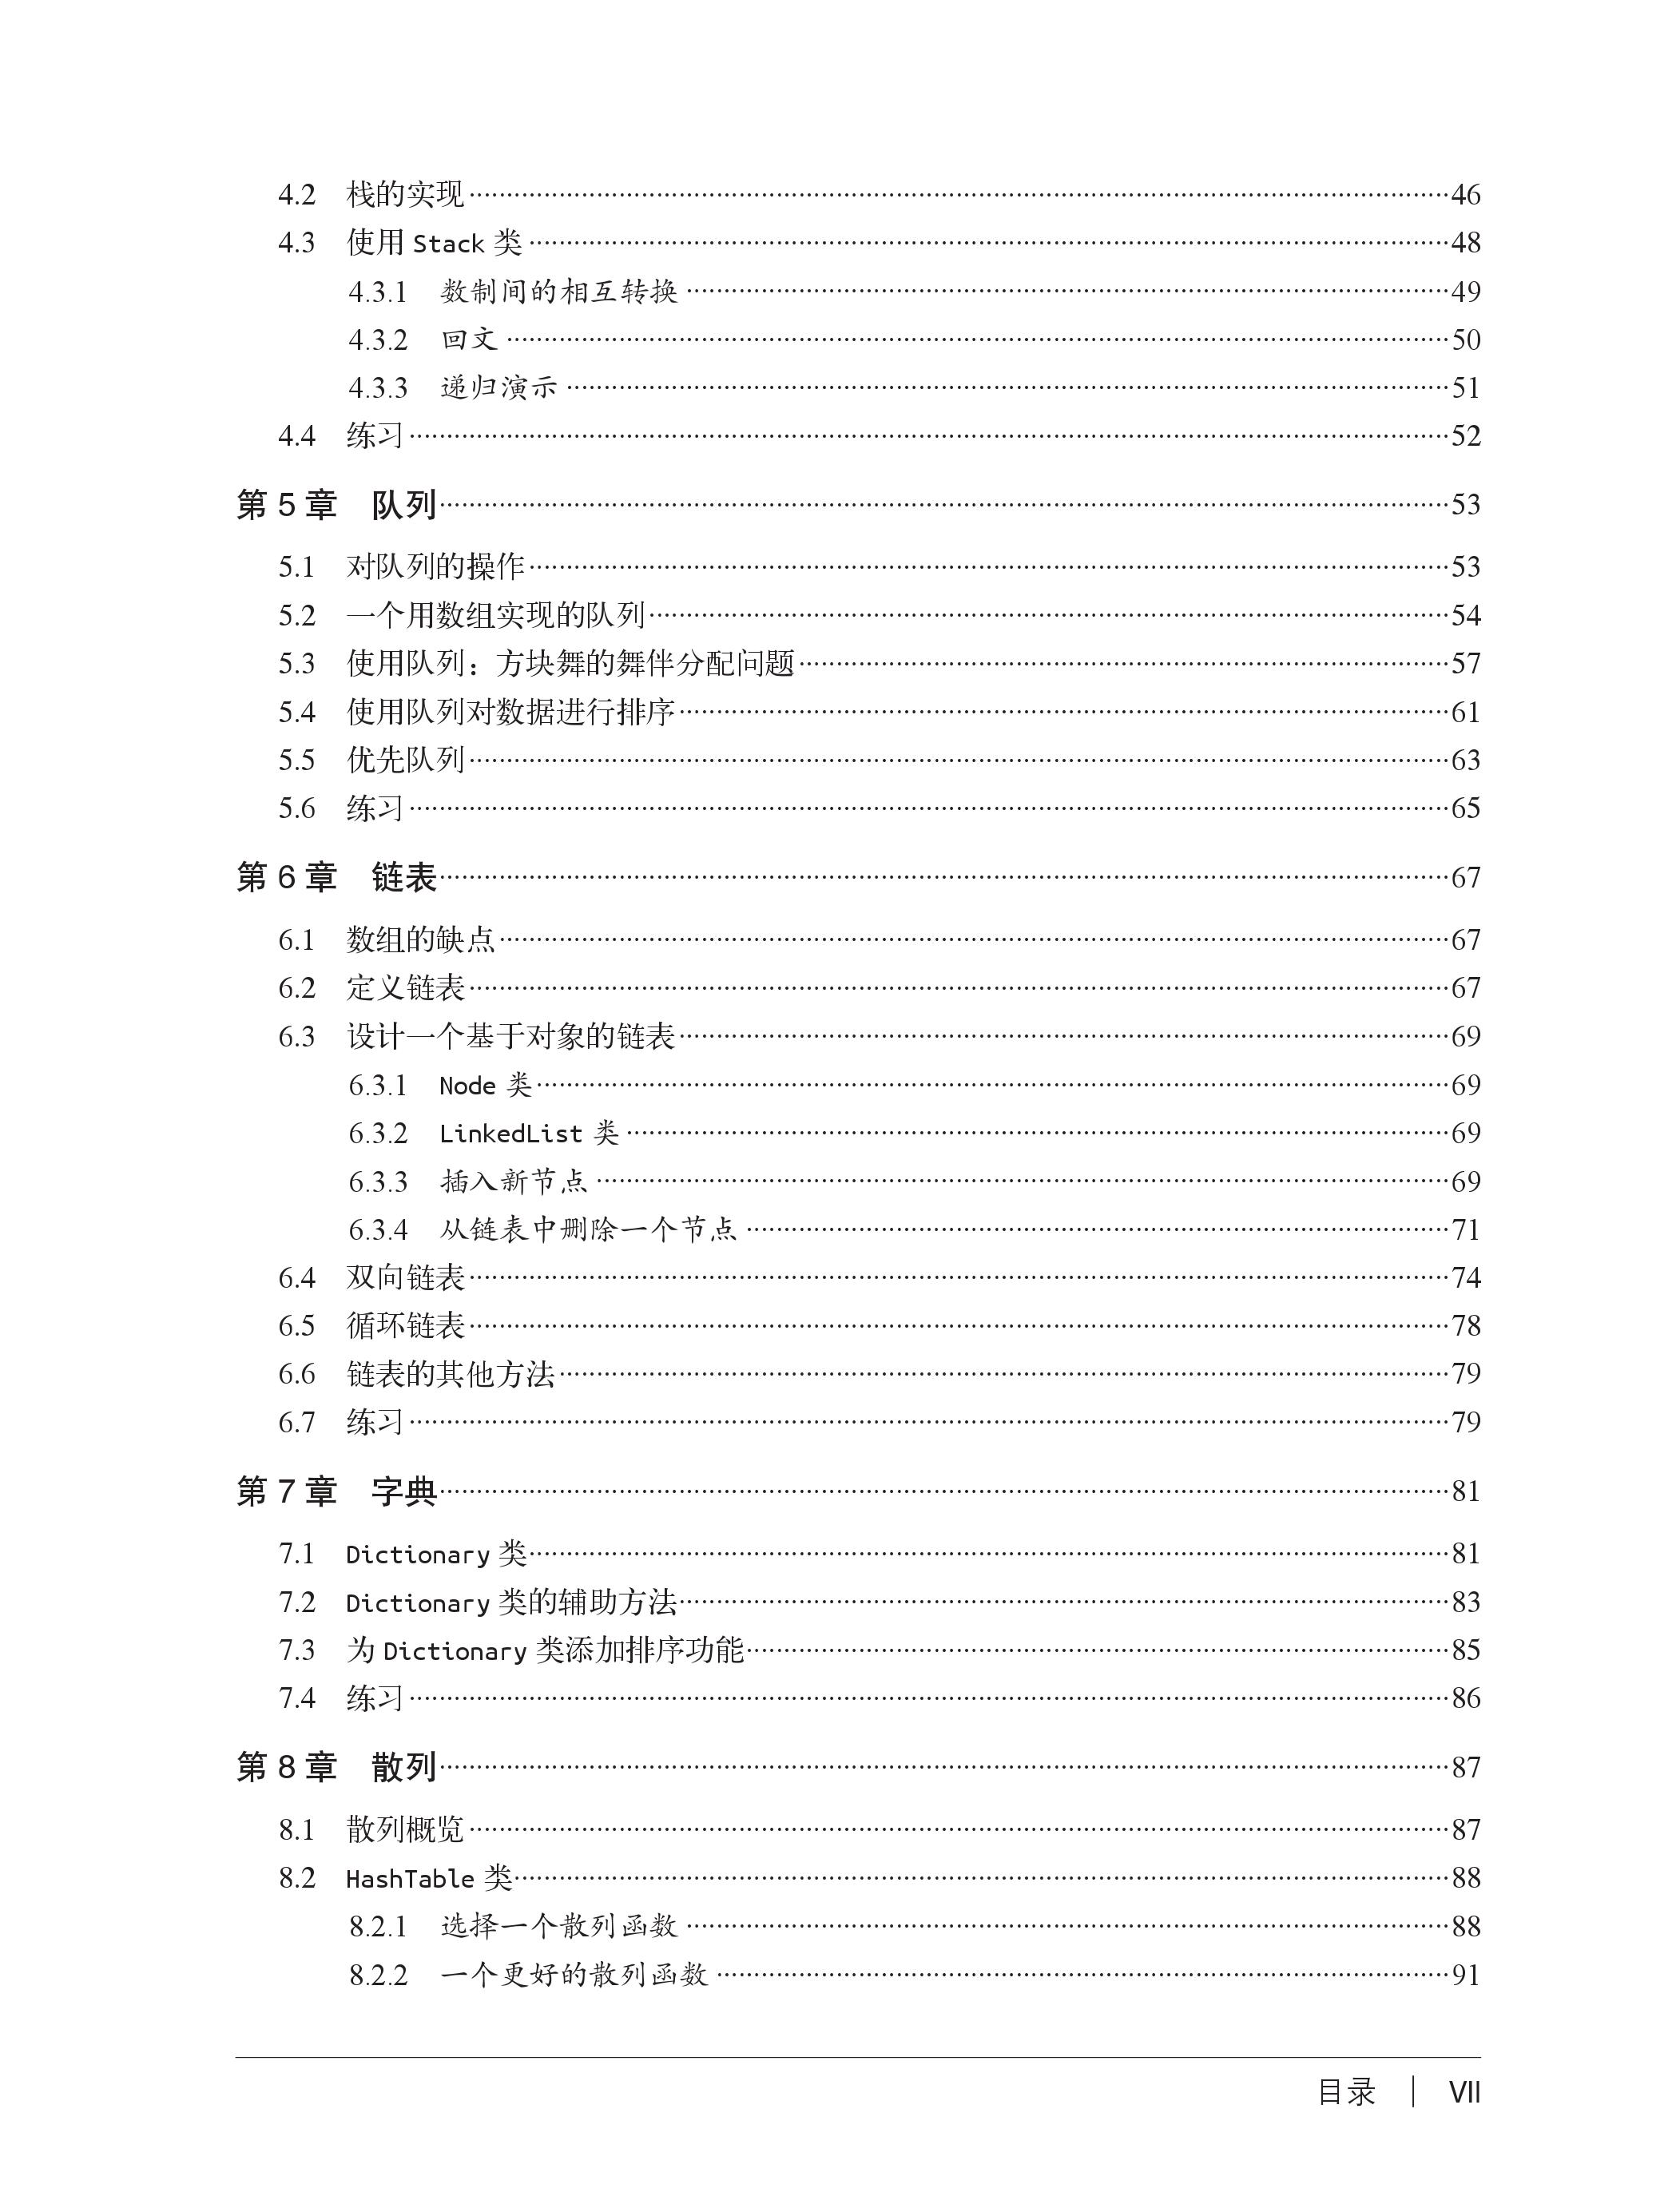 4.2 栈的实现 46
4.3 使用 Stack 类 48
4.3.1 数制间的相互转换 49
4.3.2 回文 50
4.3.3 递归演示 51
4.4 练习 52
第 5 章 队列 53
5.1 对队列的操作 53
5.2 一个用数组实现的队列 54
5.3 使用队列：方块舞的舞伴分配问题 57
5.4 使用队列对数据进行排序 61
5.5 优先队列 63
5.6 练习 65
第 6 章 链表 67
6.1 数组的缺点 67
6.2 定义链表 67
6.3 设计一个基于对象的链表 69
6.3.1 Node 类 69
6.3.2 LinkedList 类 69
6.3.3 插入新节点 69
6.3.4 从链表中删除一个节点 71
6.4 双向链表 74
6.5 循环链表 78
6.6 链表的其他方法 79
6.7 练习 79
第 7 章 字典 81
7.1 Dictionary 类 81
7.2 Dictionary 类的辅助方法 83
7.3 为 Dictionary 类添加排序功能 85
7.4 练习 86
第 8 章 散列 87
8.1 散列概览 87
8.2 HashTable 类 88
8.2.1 选择一个散列函数 88
8.2.2 一个更好的散列函数 91
目录 | VII